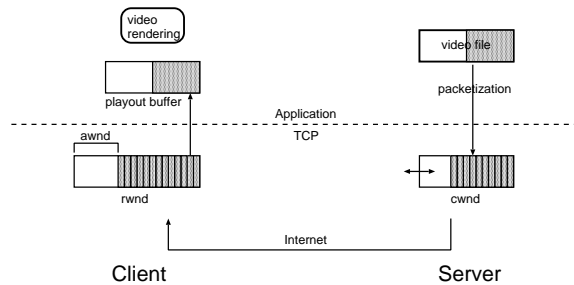 video
rendering
video file
playout buffer
packetization
Application
TCP
awnd
rwnd
cwnd
Internet
Client
Server